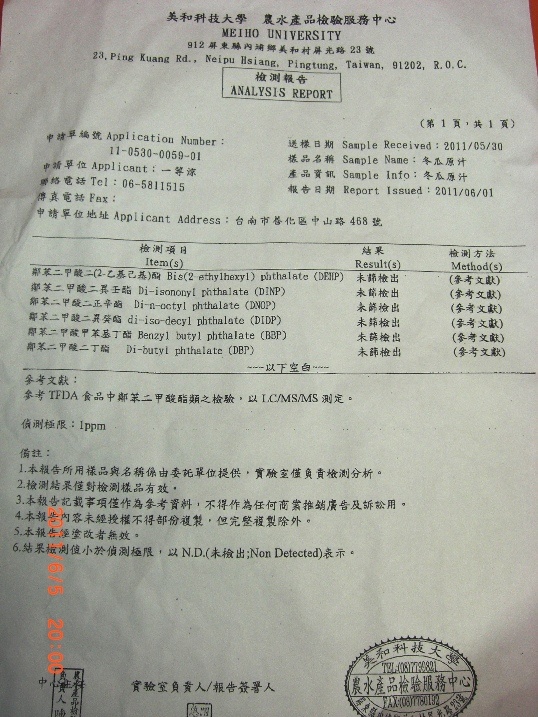 美和科技大學 農水產品檢驗服務中心
MEIHO UNIVERSITY
912 屏東縣內埔鄉美和村屏光路 23 號
23, Ping Kuang Rd., Neipu Hsiang, Pingtung, Taiwan, 91202, R.O.C.
檢測報告
ANALYSIS REPORT
(第 1 頁，共 1 頁)
申請單編號 Application Number：
11-0530-0059-01
申請單位 Applicant：一等涼
聯絡電話 Tel：06-5811515
傳真電話 Fax：
送樣日期 Sample Received：2011/05/30
樣品名稱 Sample Name：冬瓜原汁
產品資訊 Sample Info：冬瓜原汁
報告日期 Report Issued：2011/06/01
申請單位地址 Applicant Address：台南市善化區中山路 468 號
檢測項目 結果 檢測方法
Item(s) Result(s) Method(s)
鄰苯二甲酸二(2-乙基己基)酯 Bis(2-ethylhexyl) phthalate (DEHP) 未篩檢出 (參考文獻)
鄰苯二甲酸二異壬酯 Di-isononyl phthalate (DINP) 未篩檢出 (參考文獻)
鄰苯二甲酸二正辛酯 Di-n-octyl phthalate (DNOP) 未篩檢出 (參考文獻)
鄰苯二甲酸二異癸酯 di-iso-decyl phthalate (DIDP) 未篩檢出 (參考文獻)
鄰苯二甲酸甲苯基丁酯 Benzyl butyl phthalate (BBP) 未篩檢出 (參考文獻)
鄰苯二甲酸二丁酯 Di-butyl phthalate (DBP) 未篩檢出 (參考文獻)
~~~以下空白~~~
參考文獻：
參考 TFDA 食品中鄰苯二甲酸酯類之檢驗，以 LC/MS/MS 測定。
偵測極限：1ppm
備註：
1.本報告所用樣品與名稱係由委託單位提供，實驗室僅負責檢測分析。
2.檢測結果僅對檢測樣品有效。
3.本報告記載事項僅作為參考資料，不得作為任何商業推銷廣告及訴訟用。
4.本報告內容未經授權不得部份複製，但完整複製除外。
5.本報告經塗改者無效。
6.結果檢測值小於偵測極限，以 N.D.(未檢出;Non Detected)表示。
2011/6/5 20:00
實驗室負責人/報告簽署人
美和科技大學
TEL:(08)7799821
農水產品檢驗服務中心
FAX:(08)7780192